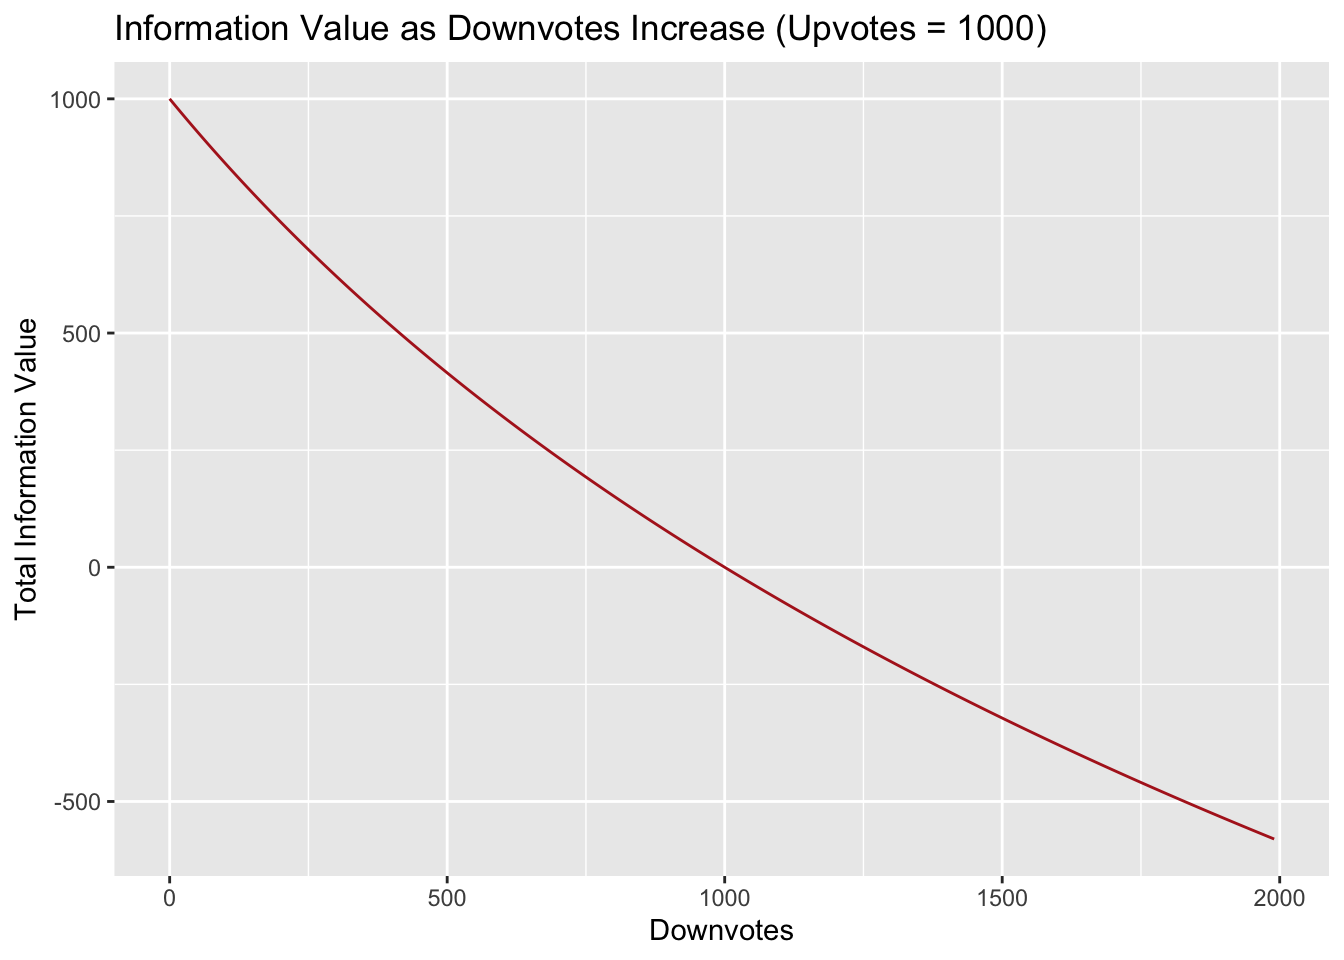 Information Value as Downvotes Increase (Upvotes = 1000)
Total Information Value
1000
500
0
-500
0 500 1000 1500 2000
Downvotes